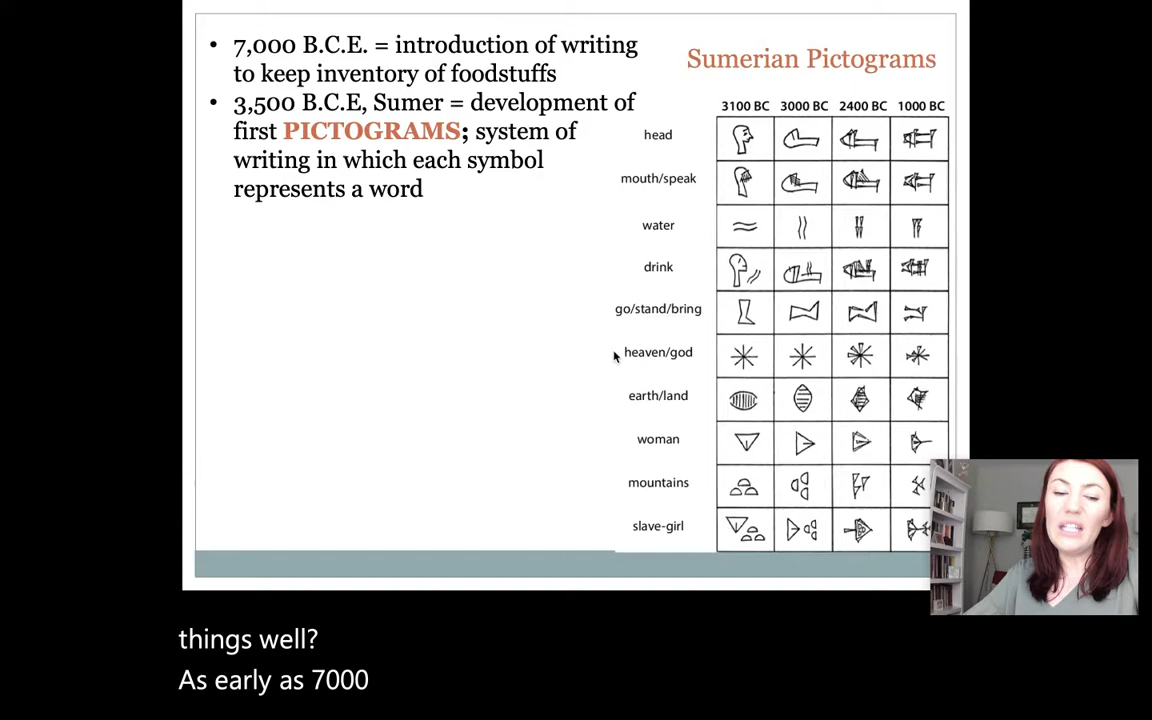 • 7,000 B.C.E. = introduction of writing
to keep inventory of foodstuffs
• 3,500 B.C.E, Sumer = development of
first PICTOGRAMS; system of
writing in which each symbol
represents a word
Sumerian Pictograms
3100 BC 3000 BC 2400 BC 1000 BC
head
mouth/speak
water
drink
go/stand/bring
heaven/god
earth/land
woman
mountains
slave-girl
things well?
As early as 7000